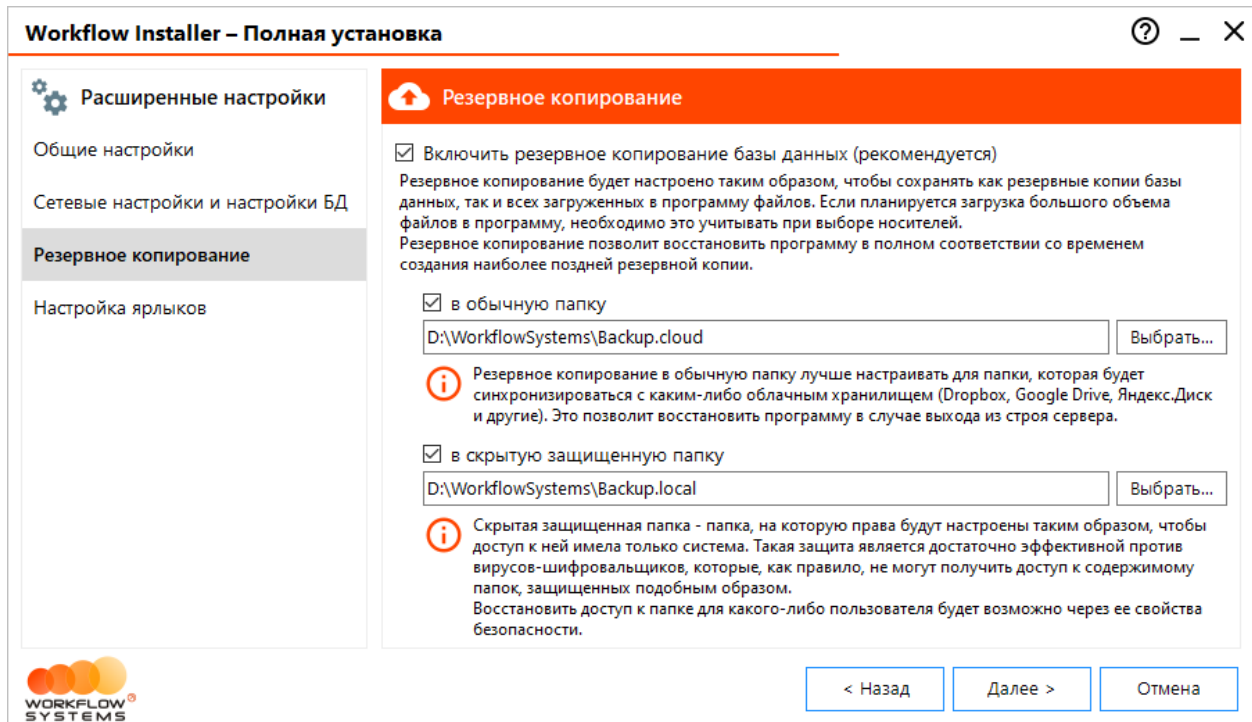 Workflow Installer – Полная установка
Расширенные настройки
Общие настройки
Сетевые настройки и настройки БД
Резервное копирование
Настройка ярлыков
Резервное копирование
Включить резервное копирование базы данных (рекомендуется)
Резервное копирование будет настроено таким образом, чтобы сохранять как резервные копии базы
данных, так и всех загруженных в программу файлов. Если планируется загрузка большого объема
файлов в программу, необходимо это учитывать при выборе носителей.
Резервное копирование позволит восстановить программу в полном соответствии со временем
создания наиболее поздней резервной копии.
в обычную папку
D:\WorkflowSystems\Backup.cloud
Выбрать...
Резервное копирование в обычную папку лучше настраивать для папки, которая будет
синхронизироваться с каким-либо облачным хранилищем (Dropbox, Google Drive, Яндекс.Диск
и другие). Это позволит восстановить программу в случае выхода из строя сервера.
в скрытую защищенную папку
D:\WorkflowSystems\Backup.local
Выбрать...
Скрытая защищенная папка - папка, на которую права будут настроены таким образом, чтобы
доступ к ней имела только система. Такая защита является достаточно эффективной против
вирусов-шифровальщиков, которые, как правило, не могут получить доступ к содержимому
папок, защищенных подобным образом.
Восстановить доступ к папке для какого-либо пользователя будет возможно через ее свойства
безопасности.
WORKFLOW®
SYSTEMS
< Назад
Далее >
Отмена